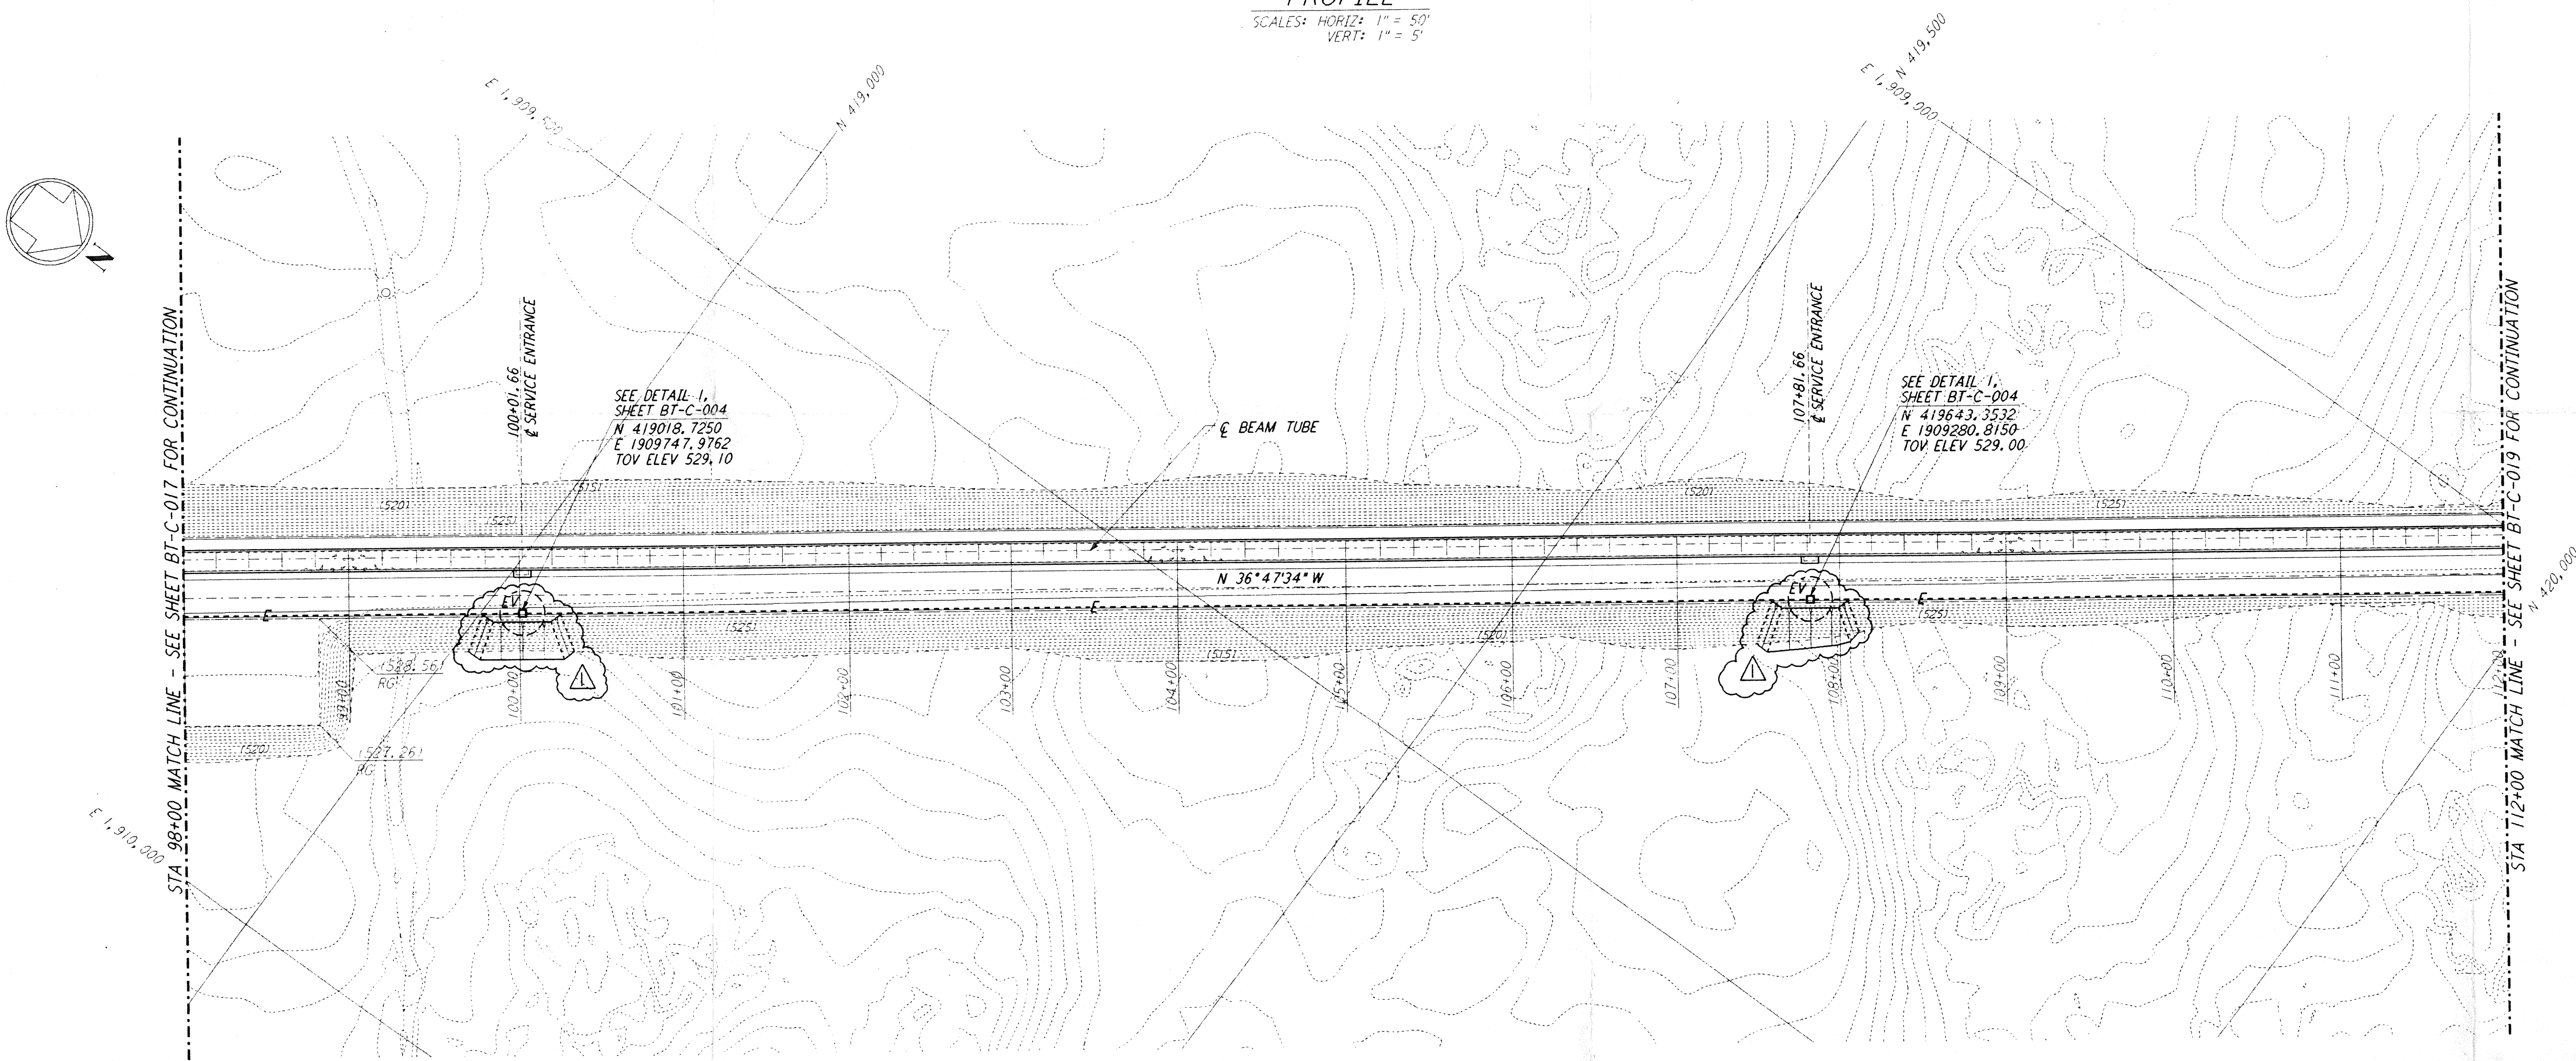 PROFILE
SCALES: HORIZ: 1" = 50'
VERT: 1" = 5'
E 1,909,500
N 419,000
E 1,909,000
N 419,500
N
STA 98+00 MATCH LINE - SEE SHEET BT-C-017 FOR CONTINUATION
100+01.66
℄ SERVICE ENTRANCE
SEE DETAIL 1,
SHEET BT-C-004
N 419018.7250
E 1909747.9762
TOV ELEV 529.10
℄ BEAM TUBE
107+81.66
℄ SERVICE ENTRANCE
SEE DETAIL 1,
SHEET BT-C-004
N 419643.3532
E 1909280.8150
TOV ELEV 529.00
STA 112+00 MATCH LINE - SEE SHEET BT-C-019 FOR CONTINUATION
(520)
(515)
(525)
(520)
(525)
N 36°47'34" W
E
EV
E
EV
E
(525)
(515)
(520)
(525)
(528.56)
RG
(527.26)
RG
(520)
1
1
99+00
100+00
101+00
102+00
103+00
104+00
105+00
106+00
107+00
108+00
109+00
110+00
111+00
112+00
E 1,910,000
N 420,000